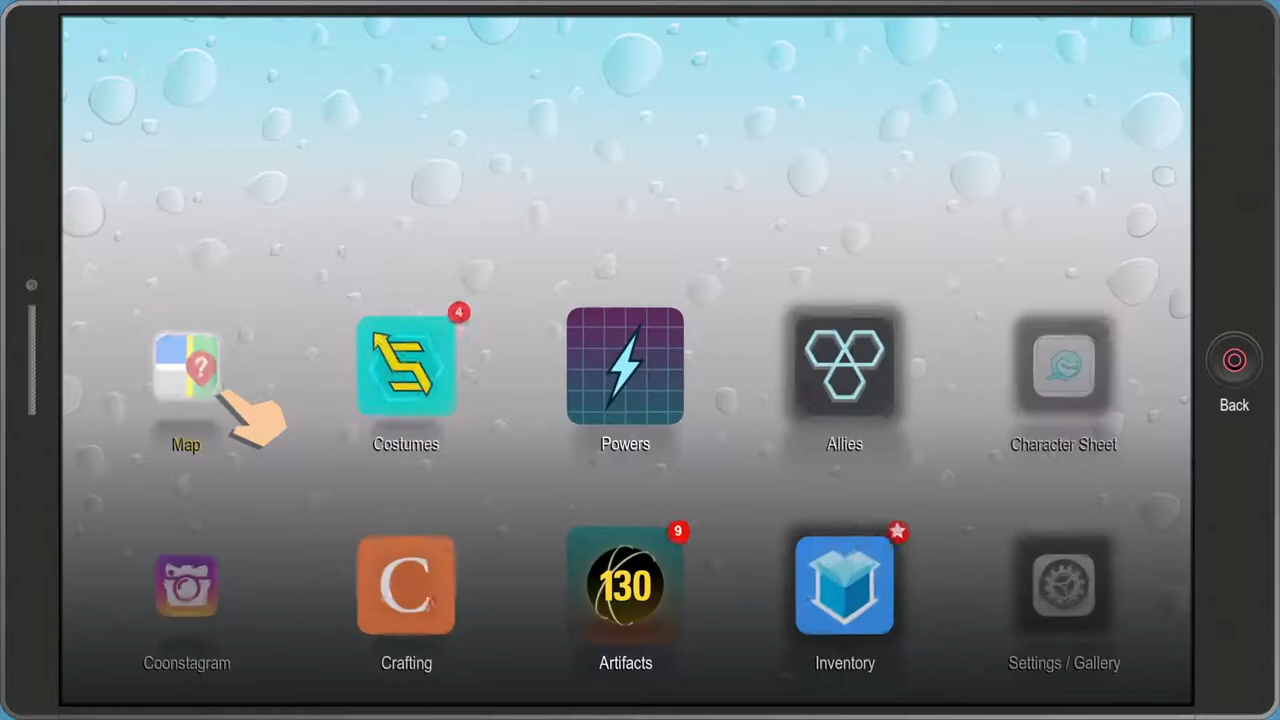 4
?
Back
Map
Costumes
Powers
Allies
Character Sheet
9
C
130
Coonstagram
Crafting
Artifacts
Inventory
Settings / Gallery